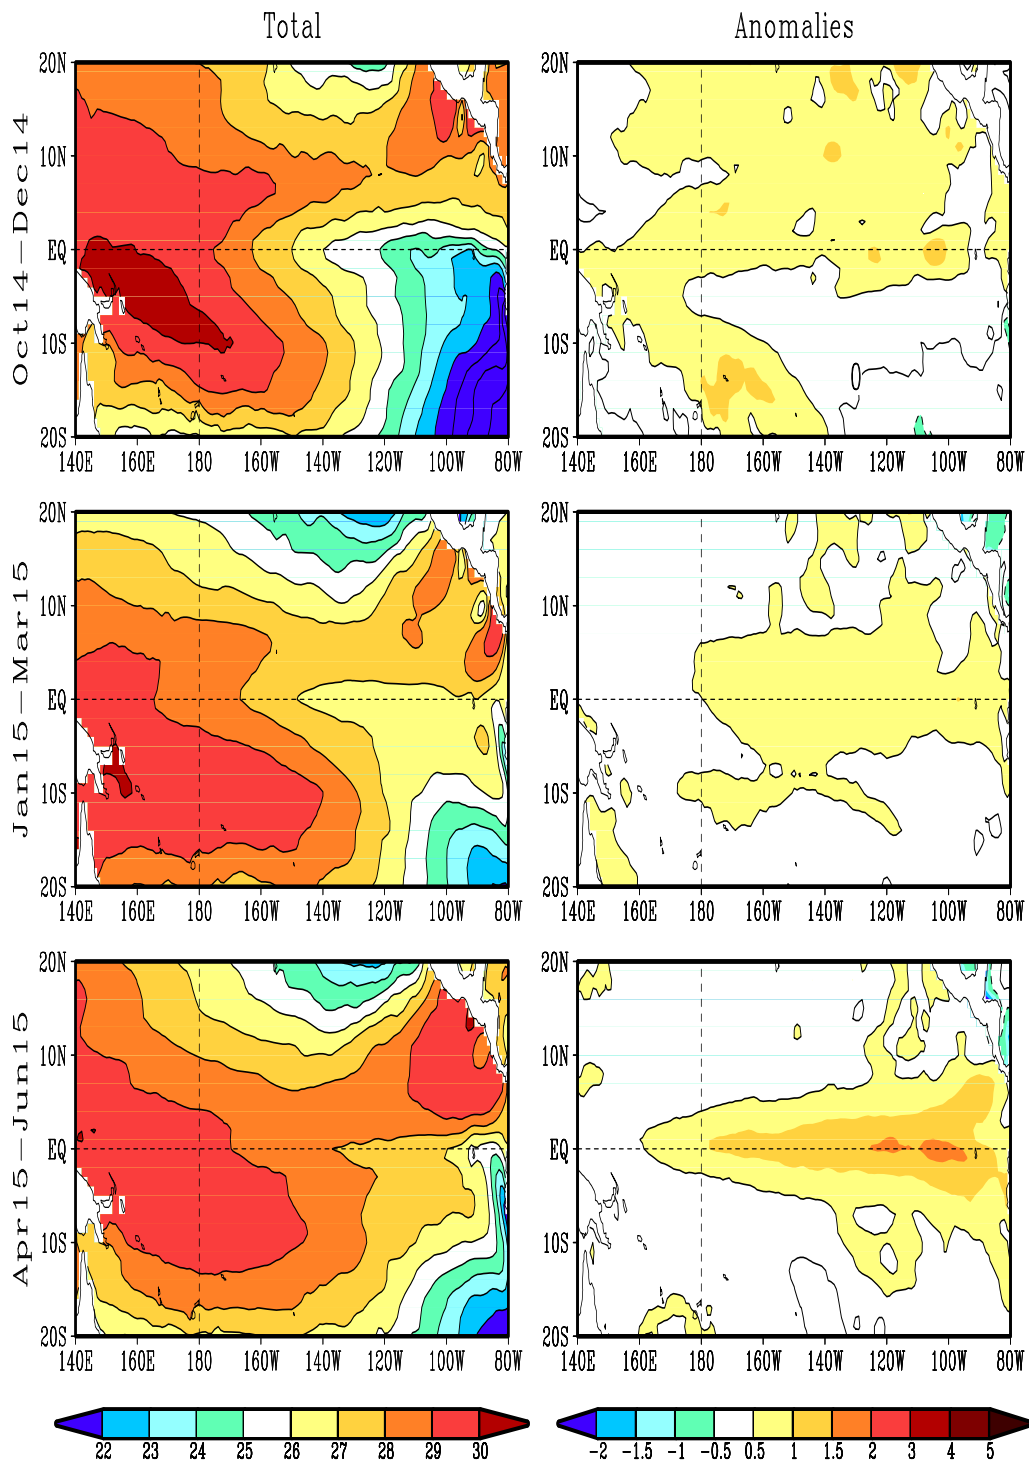 Total Anomalies
Oct14-Dec14
20N 20N
10N 10N
EQ EQ
10S 10S
20S 20S
140E 160E 180 160W 140W 120W 100W 80W 140E 160E 180 160W 140W 120W 100W 80W
Jan15-Mar15
20N 20N
10N 10N
EQ EQ
10S 10S
20S 20S
140E 160E 180 160W 140W 120W 100W 80W 140E 160E 180 160W 140W 120W 100W 80W
Apr15-Jun15
20N 20N
10N 10N
EQ EQ
10S 10S
20S 20S
140E 160E 180 160W 140W 120W 100W 80W 140E 160E 180 160W 140W 120W 100W 80W
22 23 24 25 26 27 28 29 30 -2 -1.5 -1 -0.5 0.5 1 1.5 2 3 4 5